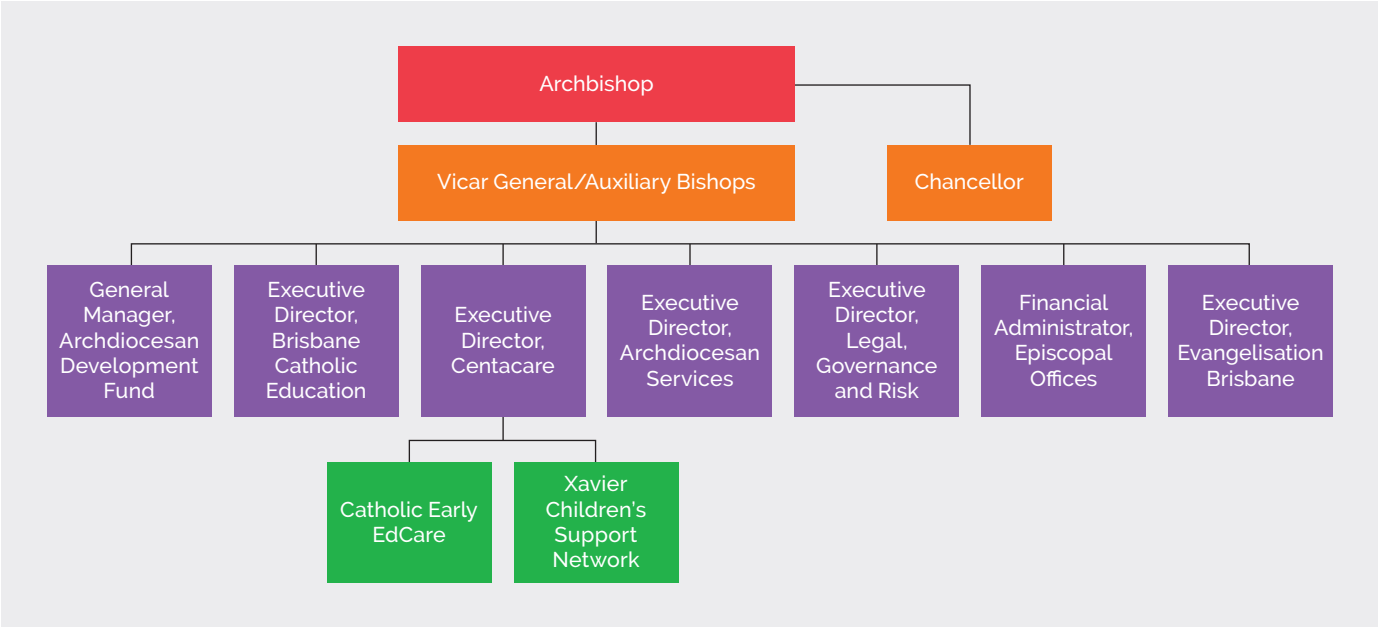 Archbishop
Vicar General/Auxiliary Bishops
Chancellor
General
Manager,
Archdiocesan
Development
Fund
Executive
Director,
Brisbane
Catholic
Education
Executive
Director,
Centacare
Executive
Director,
Archdiocesan
Services
Executive
Director,
Legal,
Governance
and Risk
Financial
Administrator,
Episcopal
Offices
Executive
Director,
Evangelisation
Brisbane
Catholic Early
EdCare
Xavier
Children’s
Support
Network